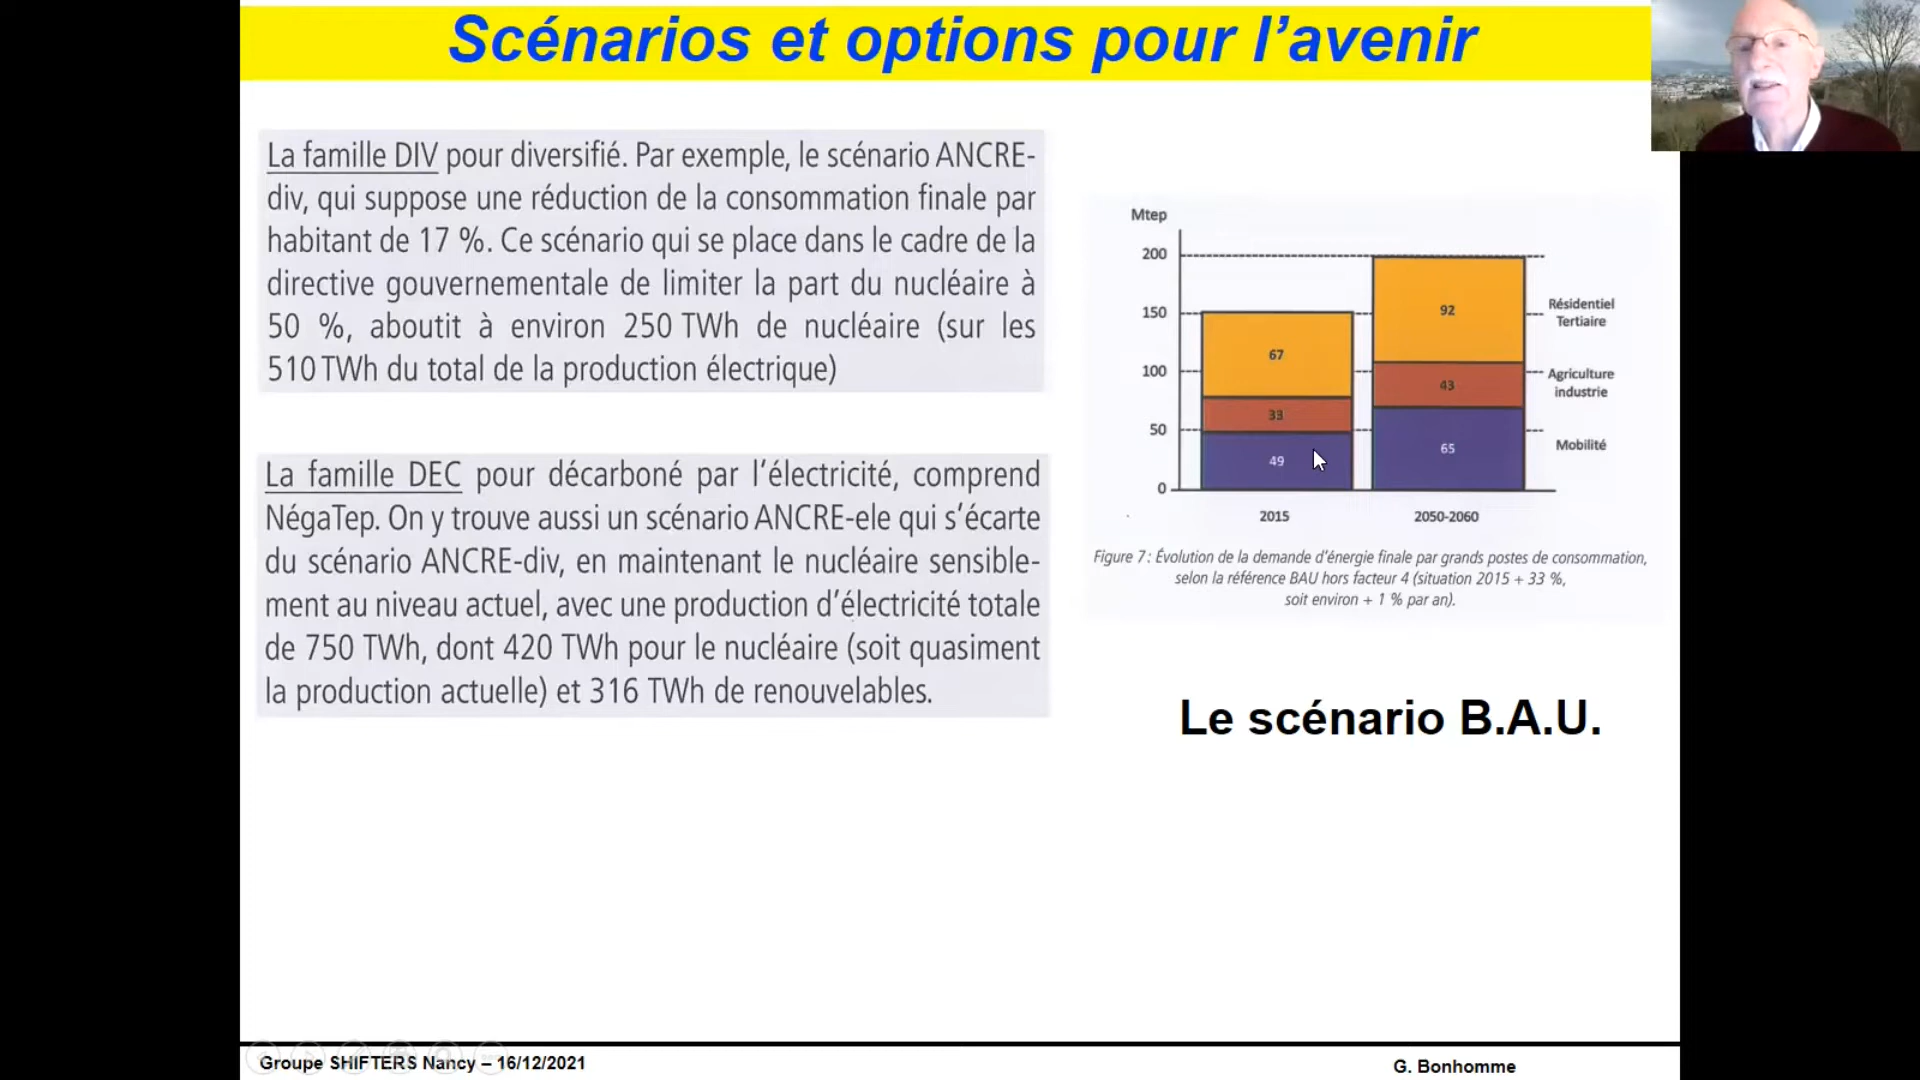 Scénarios et options pour l’avenir
La famille DIV pour diversifié. Par exemple, le scénario ANCRE-
div, qui suppose une réduction de la consommation finale par
habitant de 17 %. Ce scénario qui se place dans le cadre de la
directive gouvernementale de limiter la part du nucléaire à
50 %, aboutit à environ 250 TWh de nucléaire (sur les
510 TWh du total de la production électrique)
La famille DEC pour décarboné par l’électricité, comprend
NégaTep. On y trouve aussi un scénario ANCRE-ele qui s’écarte
du scénario ANCRE-div, en maintenant le nucléaire sensible-
ment au niveau actuel, avec une production d’électricité totale
de 750 TWh, dont 420 TWh pour le nucléaire (soit quasiment
la production actuelle) et 316 TWh de renouvelables.
Mtep
200
150
100
50
0
67
33
49
92
43
65
Résidentiel
Tertiaire
Agriculture
industrie
Mobilité
2015
2050-2060
Figure 7 : Évolution de la demande d’énergie finale par grands postes de consommation,
selon la référence BAU hors facteur 4 (situation 2015 + 33 %,
soit environ + 1 % par an).
Le scénario B.A.U.
Groupe SHIFTERS Nancy – 16/12/2021
G. Bonhomme